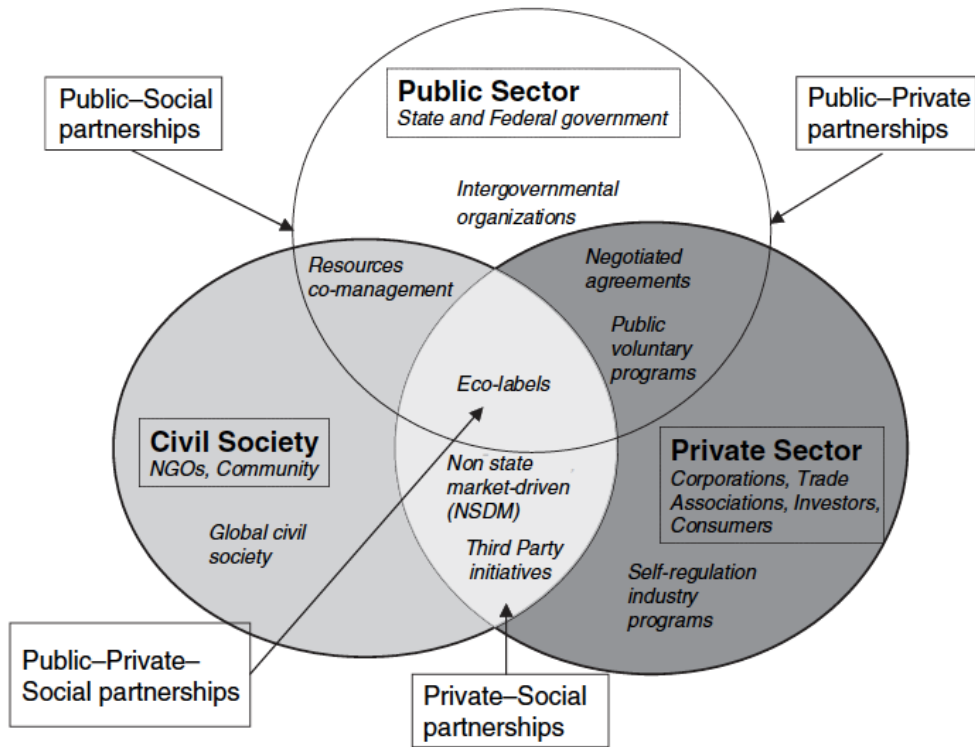 Public–Social
partnerships
Public Sector
State and Federal government
Public–Private
partnerships
Intergovernmental
organizations
Resources
co-management
Negotiated
agreements
Public
voluntary
programs
Eco-labels
Civil Society
NGOs, Community
Non state
market-driven
(NSDM)
Private Sector
Corporations, Trade
Associations, Investors,
Consumers
Global civil
society
Third Party
initiatives
Self-regulation
industry
programs
Public–Private–
Social partnerships
Private–Social
partnerships